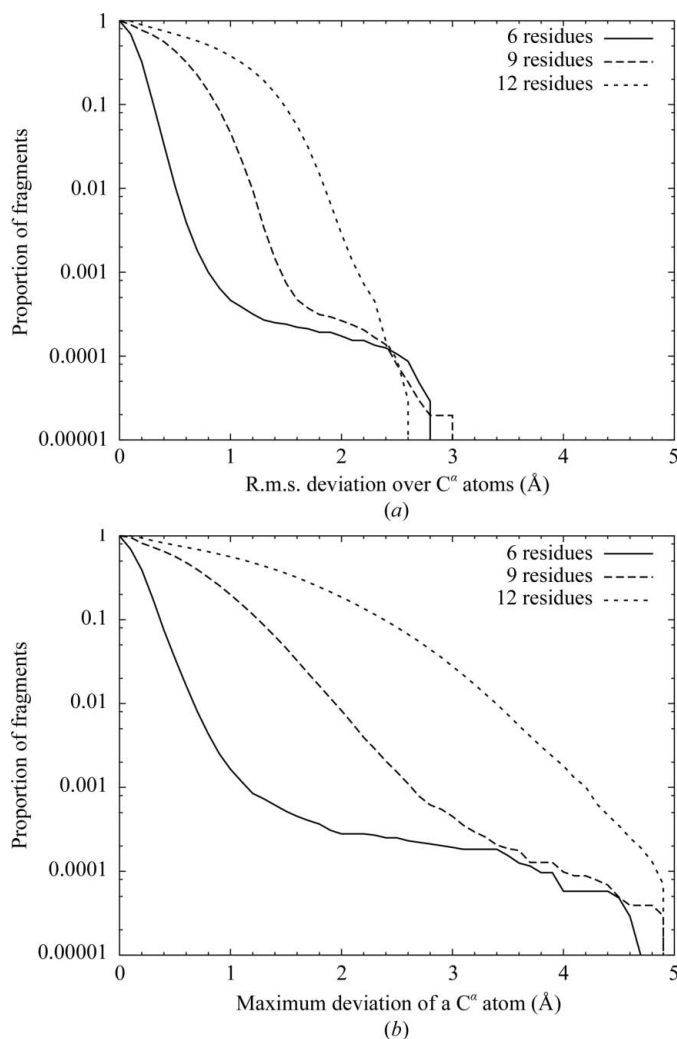 1
0.1
0.01
0.001
0.0001
0.00001
Proportion of fragments
6 residues
9 residues
12 residues
0 1 2 3 4 5
R.m.s. deviation over Cα atoms (Å)
(a)
1
0.1
0.01
0.001
0.0001
0.00001
Proportion of fragments
6 residues
9 residues
12 residues
0 1 2 3 4 5
Maximum deviation of a Cα atom (Å)
(b)